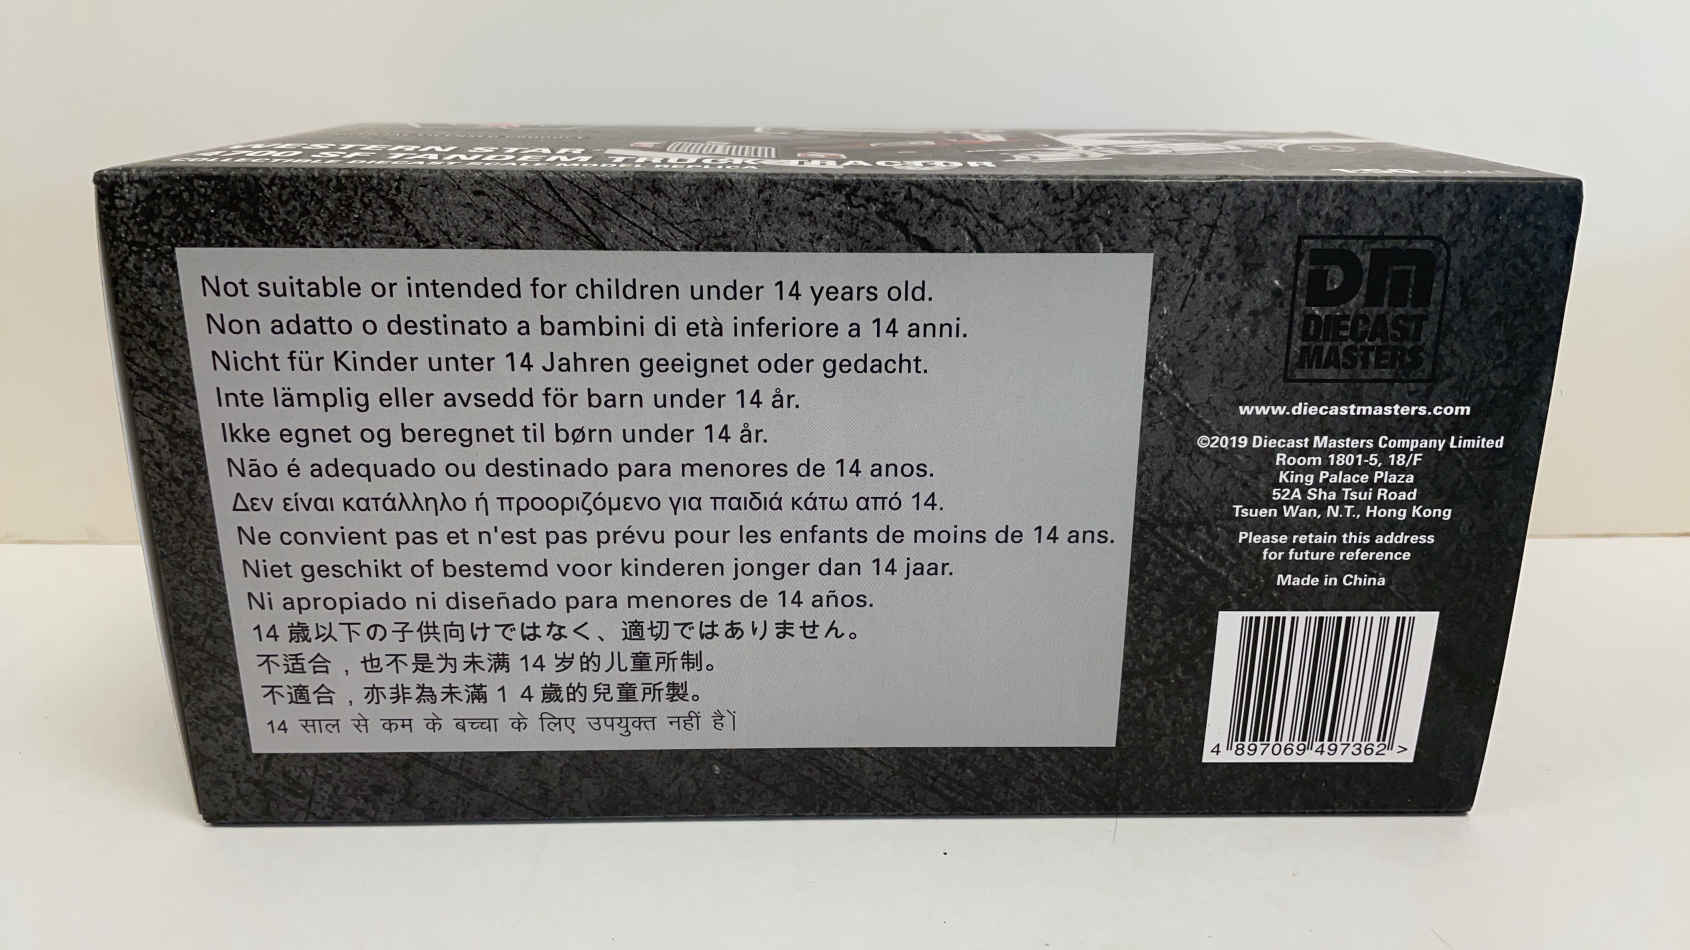 WESTERN STAR
SF TANDEM TRUCK TRACTOR
Not suitable or intended for children under 14 years old.
Non adatto o destinato a bambini di età inferiore a 14 anni.
Nicht für Kinder unter 14 Jahren geeignet oder gedacht.
Inte lämplig eller avsedd för barn under 14 år.
Ikke egnet og beregnet til børn under 14 år.
Não é adequado ou destinado para menores de 14 anos.
Δεν είναι κατάλληλο ή προοριζόμενο για παιδιά κάτω από 14.
Ne convient pas et n'est pas prévu pour les enfants de moins de 14 ans.
Niet geschikt of bestemd voor kinderen jonger dan 14 jaar.
Ni apropiado ni diseñado para menores de 14 años.
14 歳以下の子供向けではなく、適切ではありません。
不适合，也不是为未满 14 岁的儿童所制。
不適合，亦非為未滿 1 4 歲的兒童所製。
14 साल से कम के बच्चा के लिए उपयुक्त नहीं है।
DM
DIECAST
MASTERS
www.diecastmasters.com
©2019 Diecast Masters Company Limited
Room 1801-5, 18/F
King Palace Plaza
52A Sha Tsui Road
Tsuen Wan, N.T., Hong Kong
Please retain this address
for future reference
Made in China
4 897069 497362 >